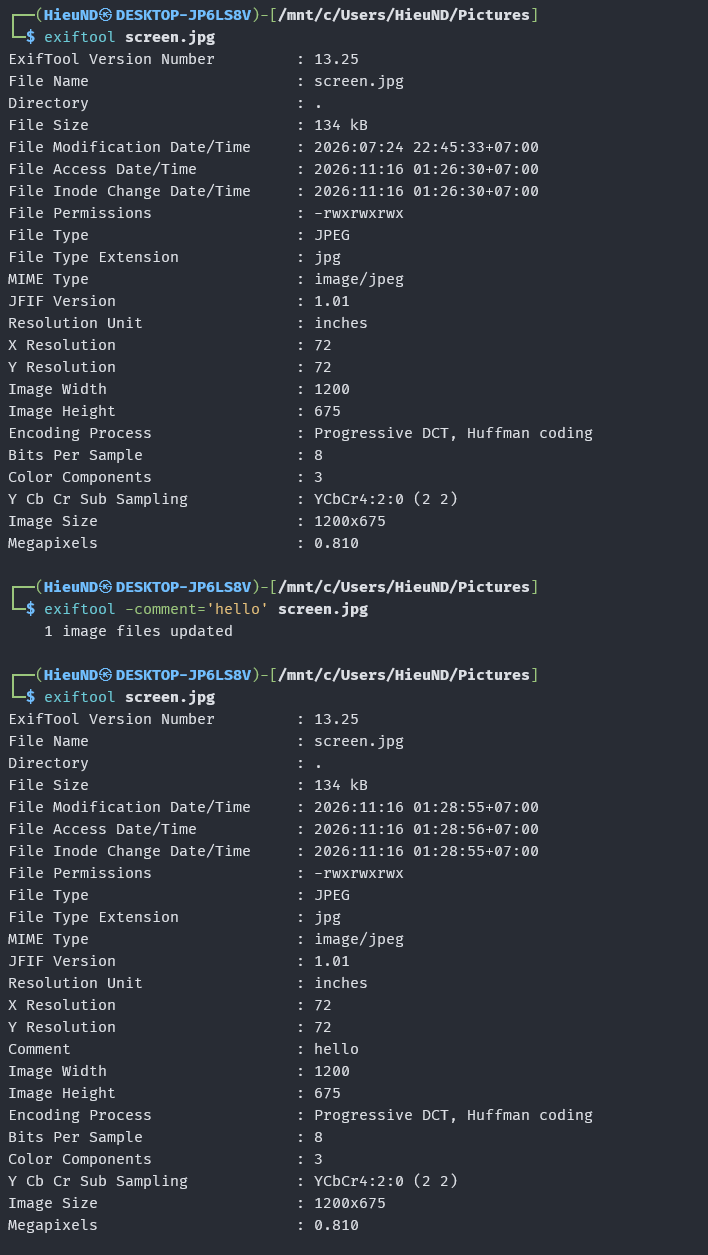 ┌──(HieuND㉿DESKTOP-JP6LS8V)-[/mnt/c/Users/HieuND/Pictures]
└─$ exiftool screen.jpg
ExifTool Version Number         : 13.25
File Name                       : screen.jpg
Directory                       : .
File Size                       : 134 kB
File Modification Date/Time     : 2026:07:24 22:45:33+07:00
File Access Date/Time           : 2026:11:16 01:26:30+07:00
File Inode Change Date/Time     : 2026:11:16 01:26:30+07:00
File Permissions                : -rwxrwxrwx
File Type                       : JPEG
File Type Extension             : jpg
MIME Type                       : image/jpeg
JFIF Version                    : 1.01
Resolution Unit                 : inches
X Resolution                    : 72
Y Resolution                    : 72
Image Width                     : 1200
Image Height                    : 675
Encoding Process                : Progressive DCT, Huffman coding
Bits Per Sample                 : 8
Color Components                : 3
Y Cb Cr Sub Sampling            : YCbCr4:2:0 (2 2)
Image Size                      : 1200x675
Megapixels                      : 0.810
┌──(HieuND㉿DESKTOP-JP6LS8V)-[/mnt/c/Users/HieuND/Pictures]
└─$ exiftool -comment='hello' screen.jpg
    1 image files updated
┌──(HieuND㉿DESKTOP-JP6LS8V)-[/mnt/c/Users/HieuND/Pictures]
└─$ exiftool screen.jpg
ExifTool Version Number         : 13.25
File Name                       : screen.jpg
Directory                       : .
File Size                       : 134 kB
File Modification Date/Time     : 2026:11:16 01:28:55+07:00
File Access Date/Time           : 2026:11:16 01:28:56+07:00
File Inode Change Date/Time     : 2026:11:16 01:28:55+07:00
File Permissions                : -rwxrwxrwx
File Type                       : JPEG
File Type Extension             : jpg
MIME Type                       : image/jpeg
JFIF Version                    : 1.01
Resolution Unit                 : inches
X Resolution                    : 72
Y Resolution                    : 72
Comment                         : hello
Image Width                     : 1200
Image Height                    : 675
Encoding Process                : Progressive DCT, Huffman coding
Bits Per Sample                 : 8
Color Components                : 3
Y Cb Cr Sub Sampling            : YCbCr4:2:0 (2 2)
Image Size                      : 1200x675
Megapixels                      : 0.810